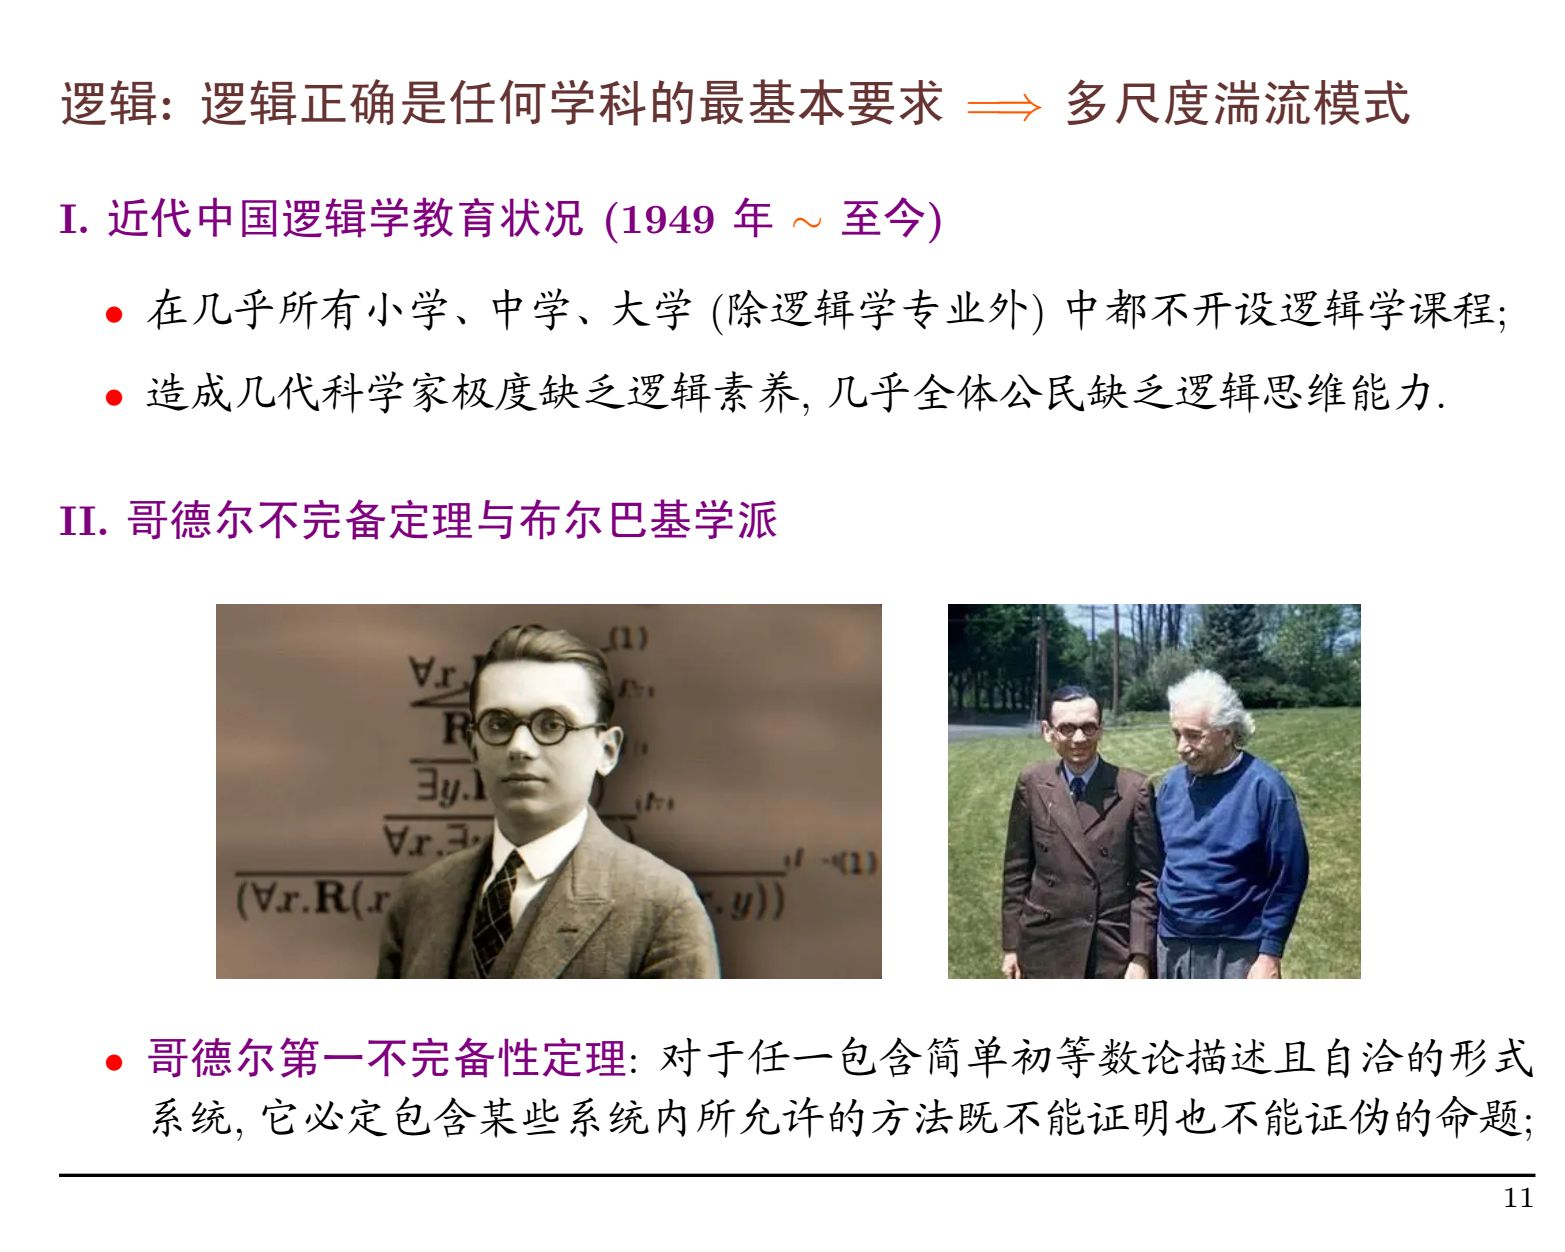 逻辑: 逻辑正确是任何学科的最基本要求 ⟹ 多尺度湍流模式
I. 近代中国逻辑学教育状况 (1949 年 ∼ 至今)
• 在几乎所有小学、中学、大学 (除逻辑学专业外) 中都不开设逻辑学课程;
• 造成几代科学家极度缺乏逻辑素养, 几乎全体公民缺乏逻辑思维能力.
II. 哥德尔不完备定理与布尔巴基学派
(1)
∀x.
R
∃y.
∀x.∃
(1)
(∀x.R(x
. y))
• 哥德尔第一不完备性定理: 对于任一包含简单初等数论描述且自洽的形式
系统, 它必定包含某些系统内所允许的方法既不能证明也不能证伪的命题;
11